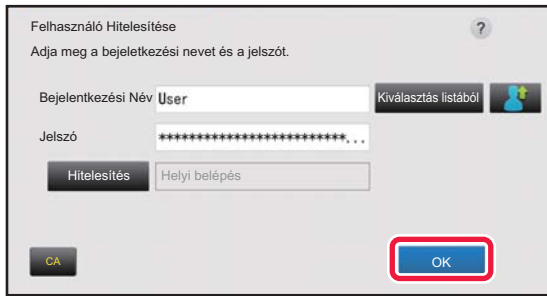 Felhasználó Hitelesítése
?
Adja meg a bejeletkezési nevet és a jelszót.
Bejelentkezési Név User Kiválasztás listából
Jelszó **************************...
Hitelesítés Helyi belépés
CA OK